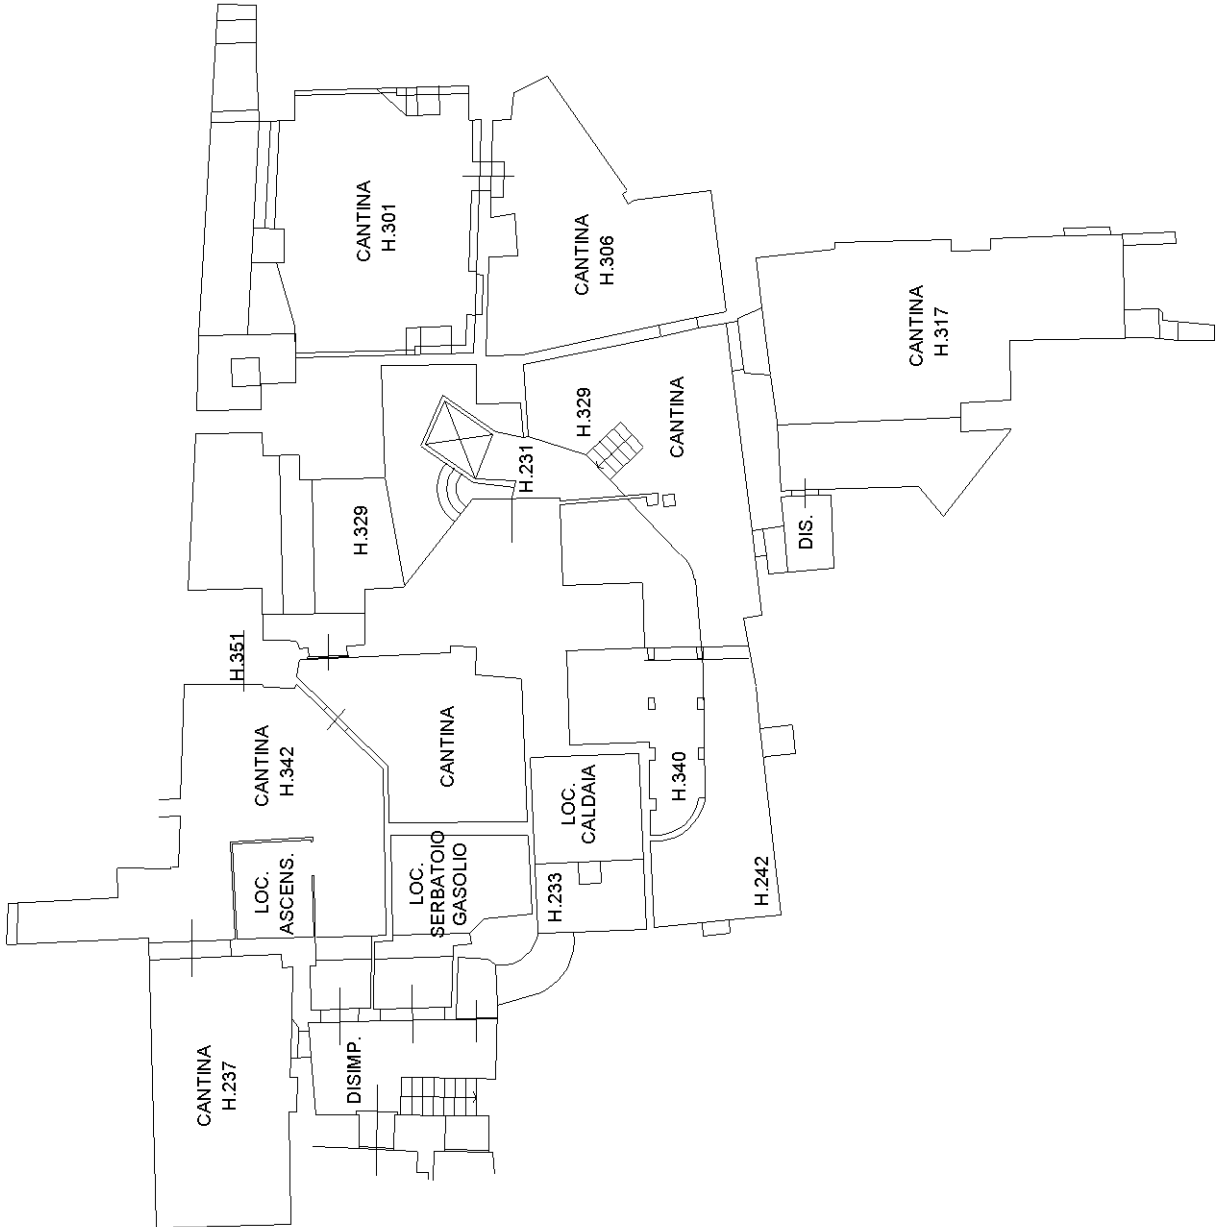 CANTINA
H.301
CANTINA
H.306
CANTINA
H.317
H.329
CANTINA
H.231
H.329
DIS.
H.351
CANTINA
H.342
CANTINA
LOC.
CALDAIA
H.340
LOC.
ASCENS.
LOC.
SERBATOIO
GASOLIO
H.233
H.242
CANTINA
H.237
DISIMP.